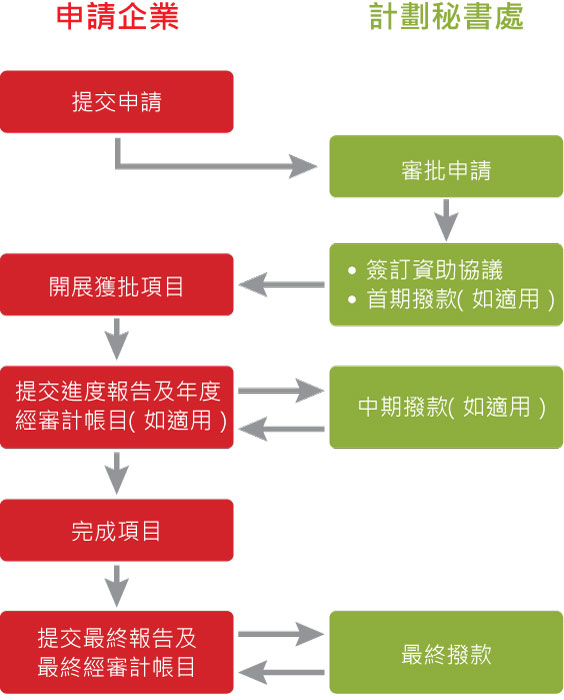 申請企業
計劃秘書處
提交申請
審批申請
• 簽訂資助協議
• 首期撥款( 如適用 )
開展獲批項目
提交進度報告及年度
經審計帳目( 如適用 )
中期撥款( 如適用 )
完成項目
提交最終報告及
最終經審計帳目
最終撥款